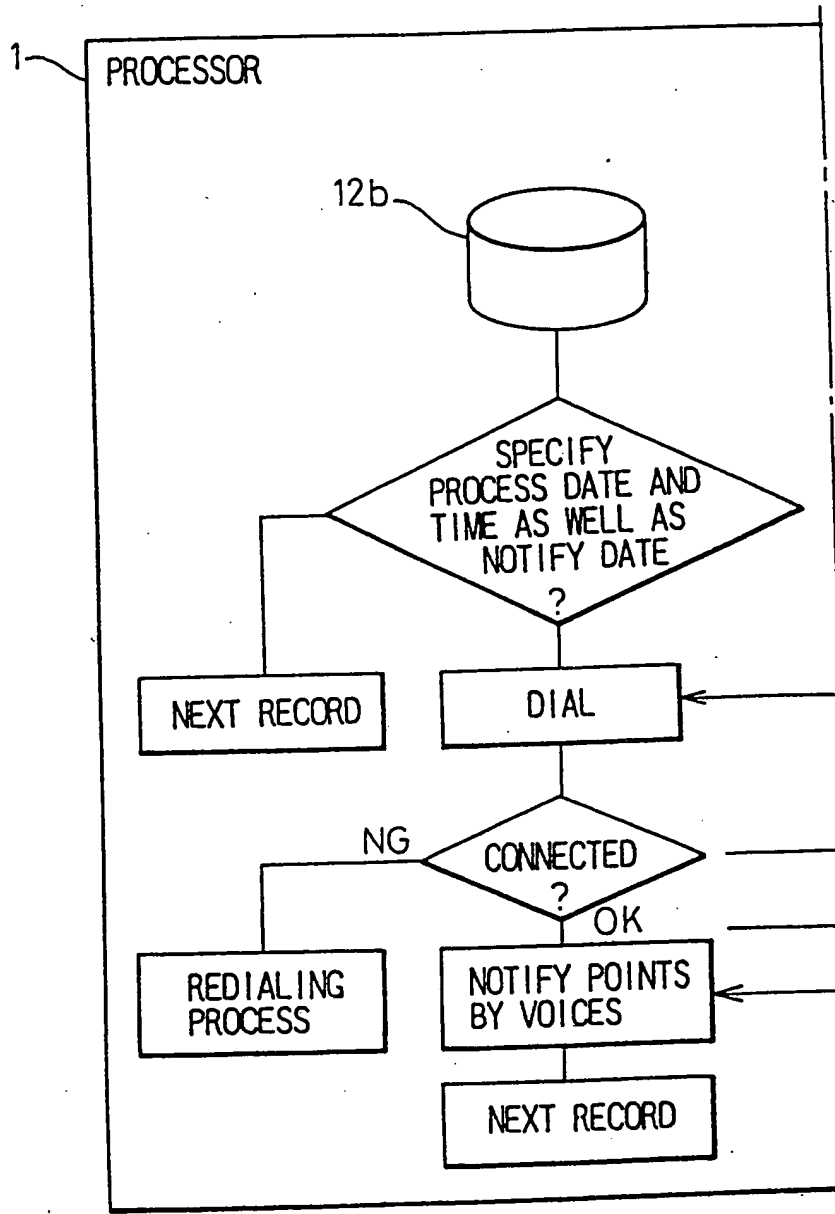 1
PROCESSOR
12b
SPECIFY
PROCESS DATE AND
TIME AS WELL AS
NOTIFY DATE
?
NEXT RECORD
DIAL
NG
CONNECTED
?
OK
REDIALING
PROCESS
NOTIFY POINTS
BY VOICES
NEXT RECORD